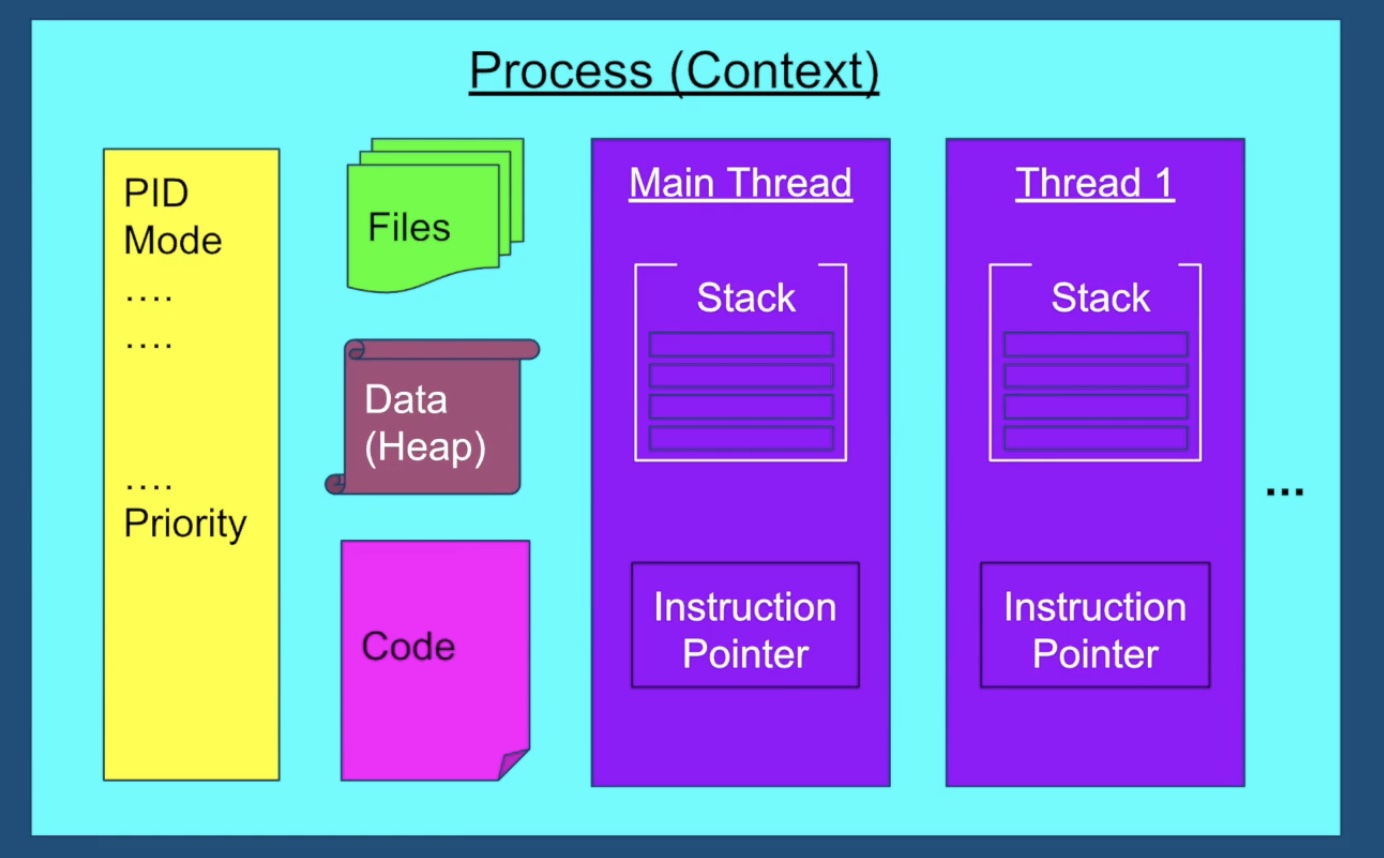 Process (Context)
PID
Mode
....
....
....
Priority
Files
Data
(Heap)
Code
Main Thread
Stack
Instruction
Pointer
Thread 1
Stack
Instruction
Pointer
...